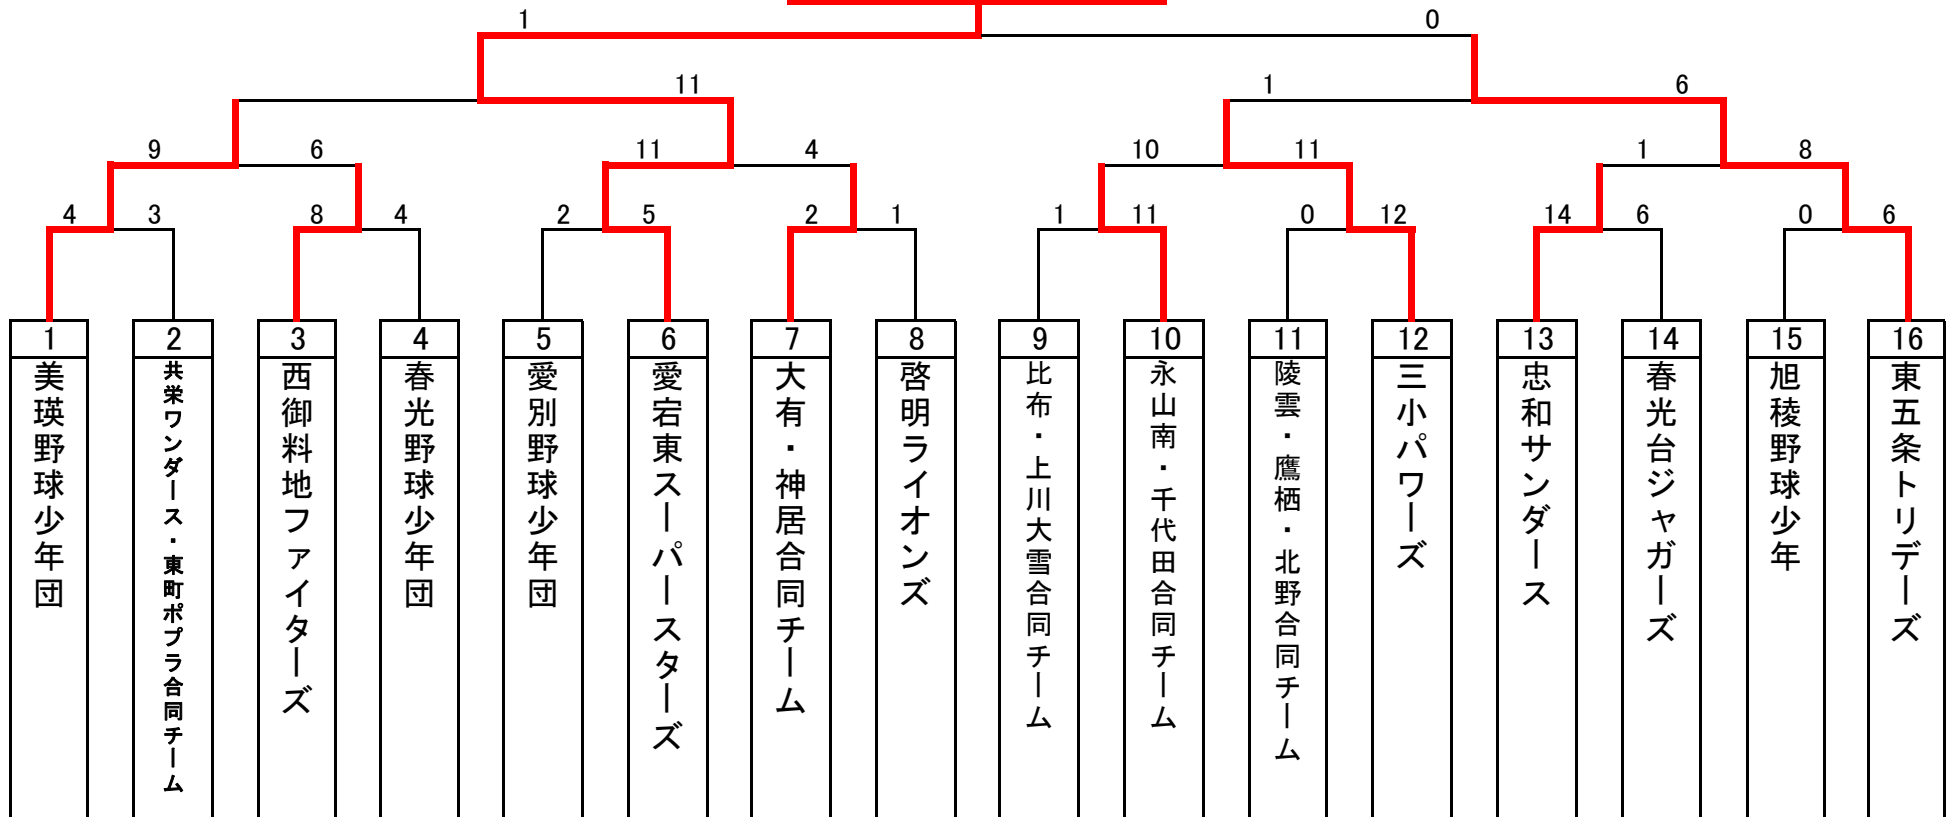 1 0
11 1 6
9 6 11 4 10 11 1 8
4 3 8 4 2 5 2 1 1 11 0 12 14 6 0 6
1 2 3 4 5 6 7 8 9 10 11 12 13 14 15 16
美瑛野球少年団
共栄ワンダース・東町ポプラ合同チーム
西御料地ファイターズ
春光野球少年団
愛別野球少年団
愛宕東スーパースターズ
大有・神居合同チーム
啓明ライオンズ
比布・上川大雪合同チーム
永山南・千代田合同チーム
陵雲・鷹栖・北野合同チーム
三小パワーズ
忠和サンダース
春光台ジャガーズ
旭稜野球少年
東五条トリデーズ